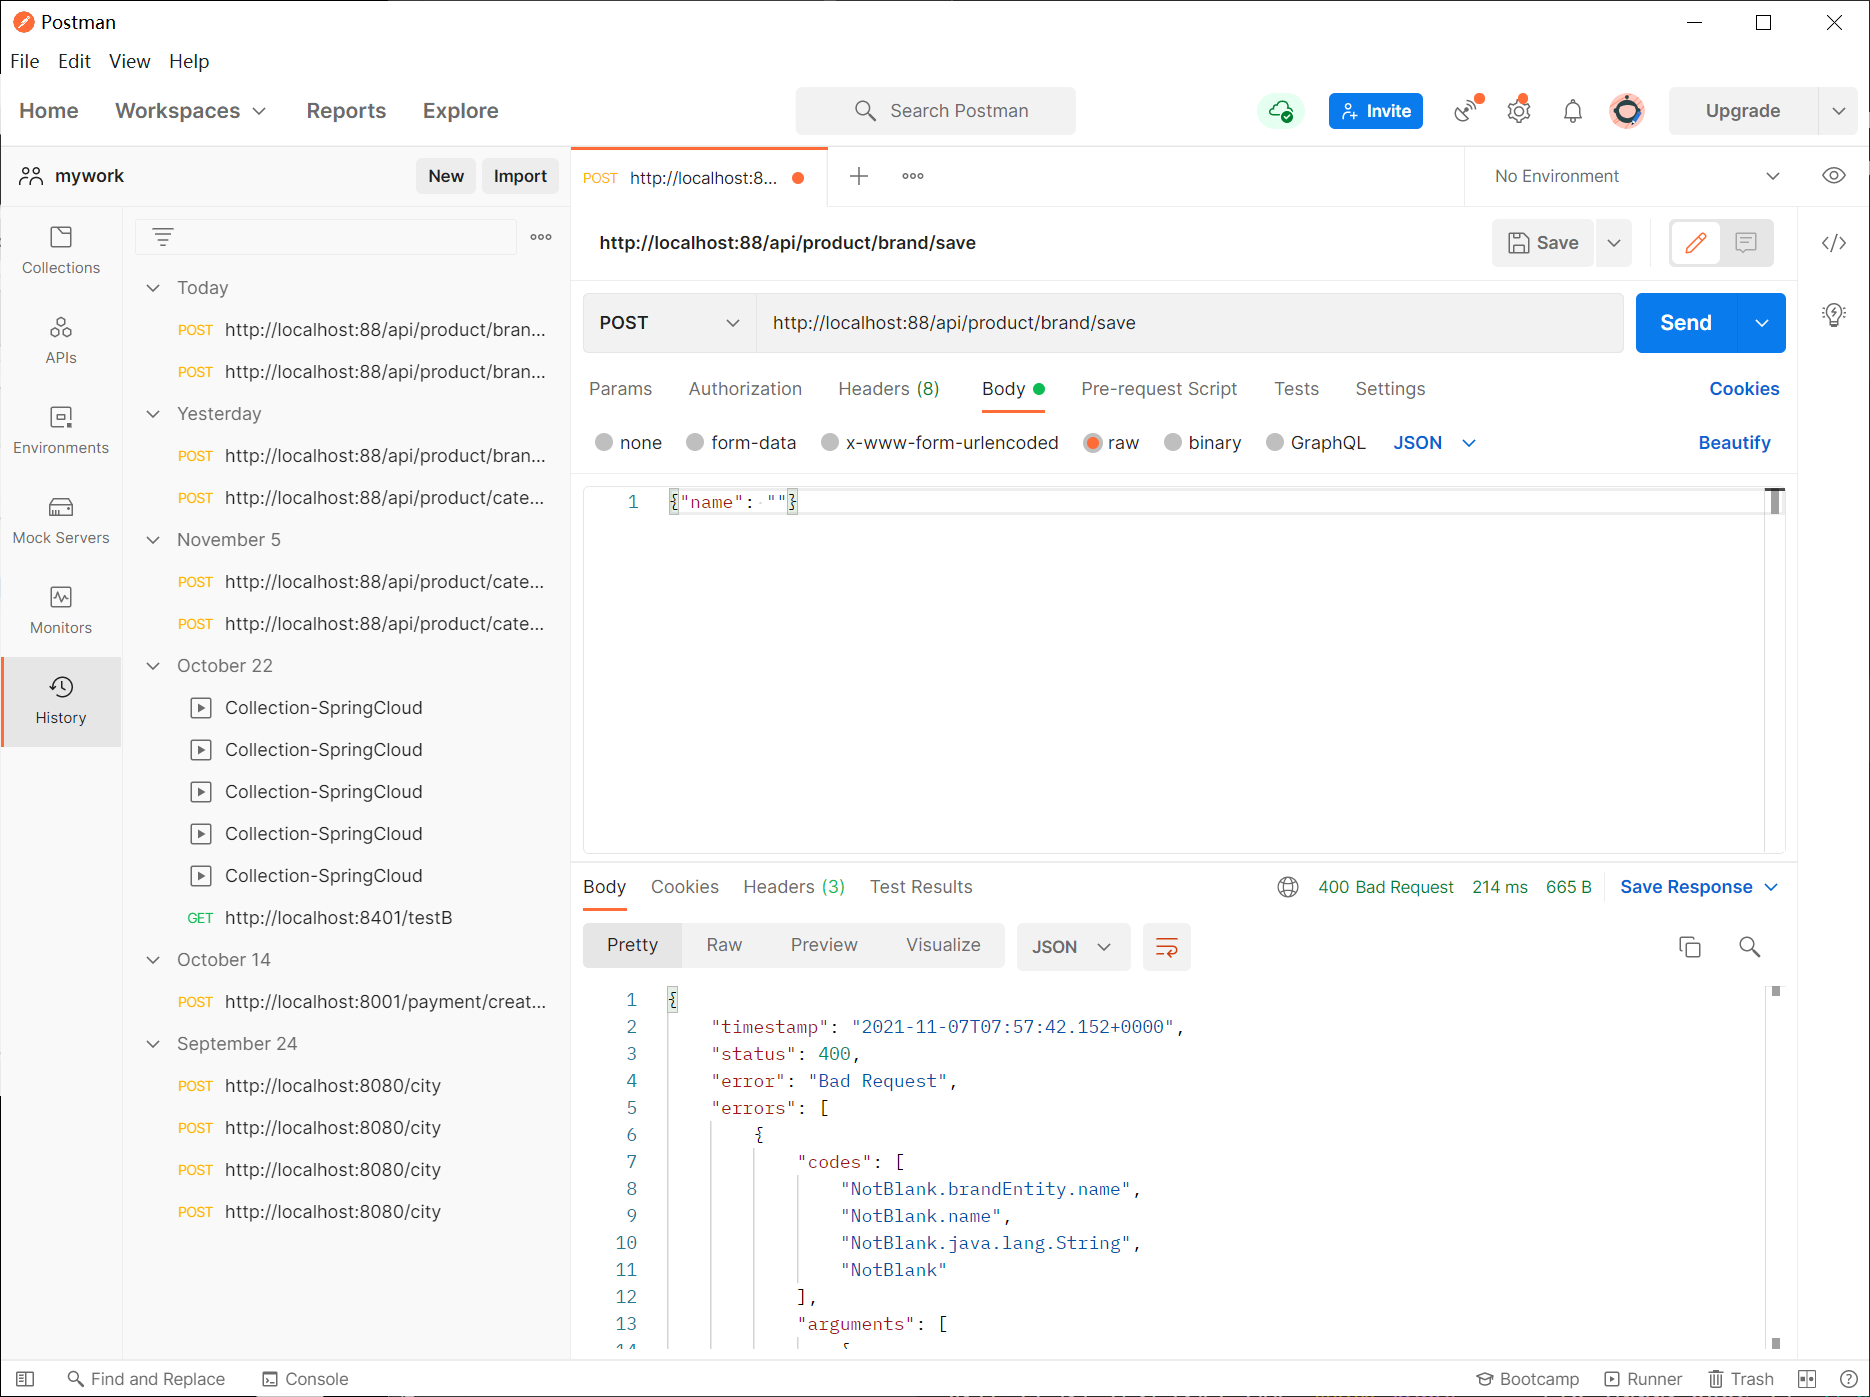 Postman
File Edit View Help
Home Workspaces Reports Explore Search Postman Invite Upgrade
mywork New Import POST http://localhost:8... No Environment
Collections
APIs
Environments
Mock Servers
Monitors
History
Today
POST http://localhost:88/api/product/bran...
POST http://localhost:88/api/product/bran...
Yesterday
POST http://localhost:88/api/product/bran...
POST http://localhost:88/api/product/cate...
November 5
POST http://localhost:88/api/product/cate...
POST http://localhost:88/api/product/cate...
October 22
Collection-SpringCloud
Collection-SpringCloud
Collection-SpringCloud
Collection-SpringCloud
Collection-SpringCloud
GET http://localhost:8401/testB
October 14
POST http://localhost:8001/payment/creat...
September 24
POST http://localhost:8080/city
POST http://localhost:8080/city
POST http://localhost:8080/city
POST http://localhost:8080/city
http://localhost:88/api/product/brand/save Save
POST http://localhost:88/api/product/brand/save Send
Params Authorization Headers (8) Body Pre-request Script Tests Settings Cookies
none form-data x-www-form-urlencoded raw binary GraphQL JSON Beautify
1 {"name": ""}
Body Cookies Headers (3) Test Results 400 Bad Request 214 ms 665 B Save Response
Pretty Raw Preview Visualize JSON
1 {
2 "timestamp": "2021-11-07T07:57:42.152+0000",
3 "status": 400,
4 "error": "Bad Request",
5 "errors": [
6 {
7 "codes": [
8 "NotBlank.brandEntity.name",
9 "NotBlank.name",
10 "NotBlank.java.lang.String",
11 "NotBlank"
12 ],
13 "arguments": [
Find and Replace Console Bootcamp Runner Trash